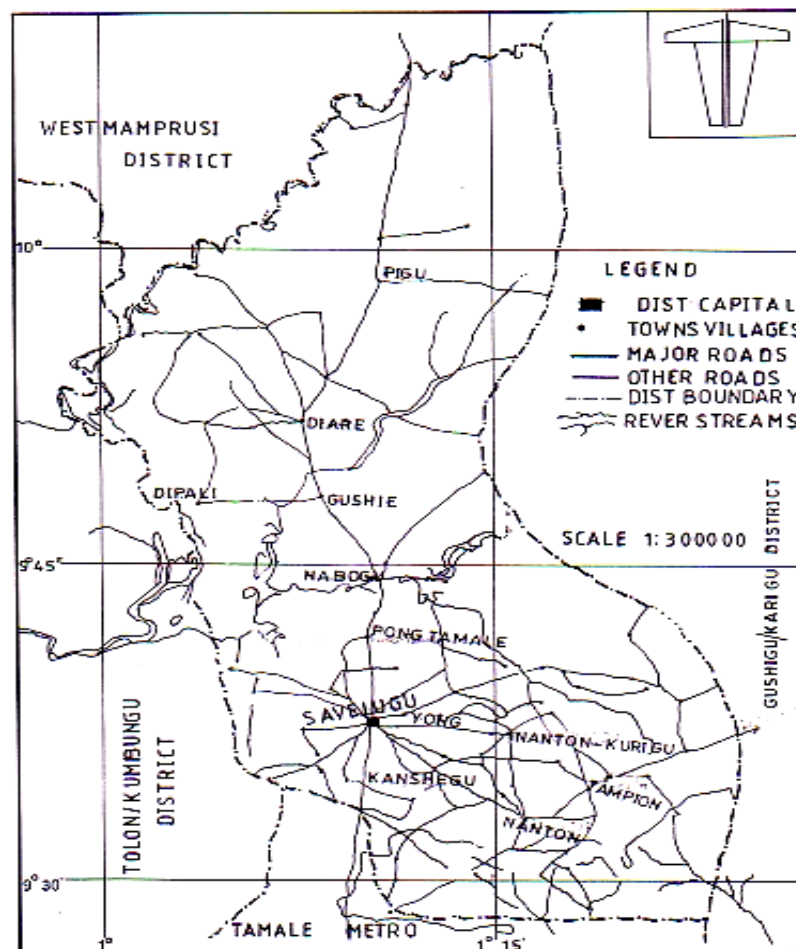 WEST MAMPRUSI
DISTRICT
10°
PIGU
LEGEND
DIST CAPITAL
TOWNS VILLAGES
MAJOR ROADS
OTHER ROADS
DIST BOUNDARY
REVER STREAMS
DIARE
DIPALI
GUSHIE
SCALE 1:300000
GUSHIGU/KARIGU DISTRICT
9°45'
NABOGU
PONG TAMALE
SAVELUGU
YONG
NANTON-KURIGU
KANSHEGU
AMPION
NANTON
TOLON/KUMBUNGU
DISTRICT
9°30
TAMALE METRO
1°
1°15'